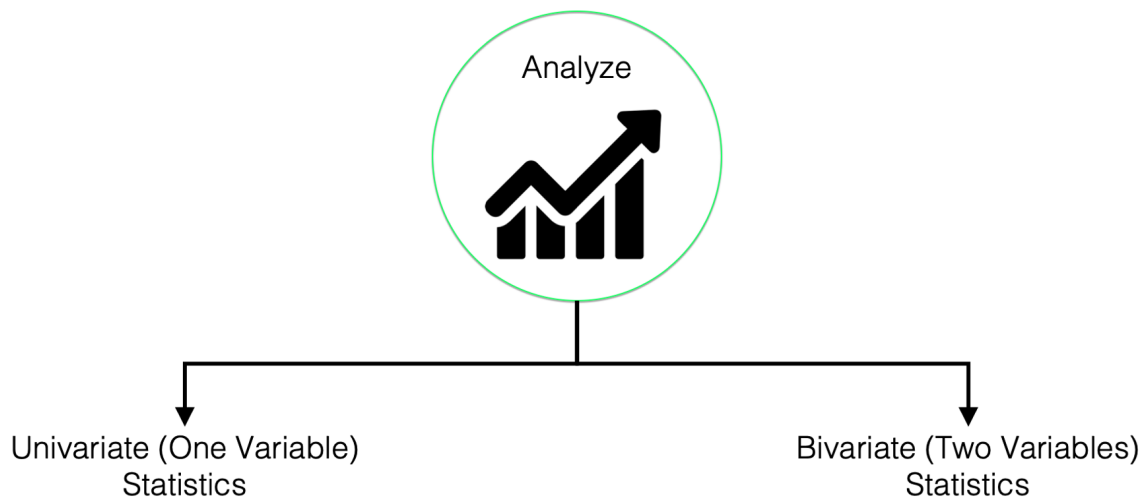 Analyze
Univariate (One Variable)
Statistics
Bivariate (Two Variables)
Statistics